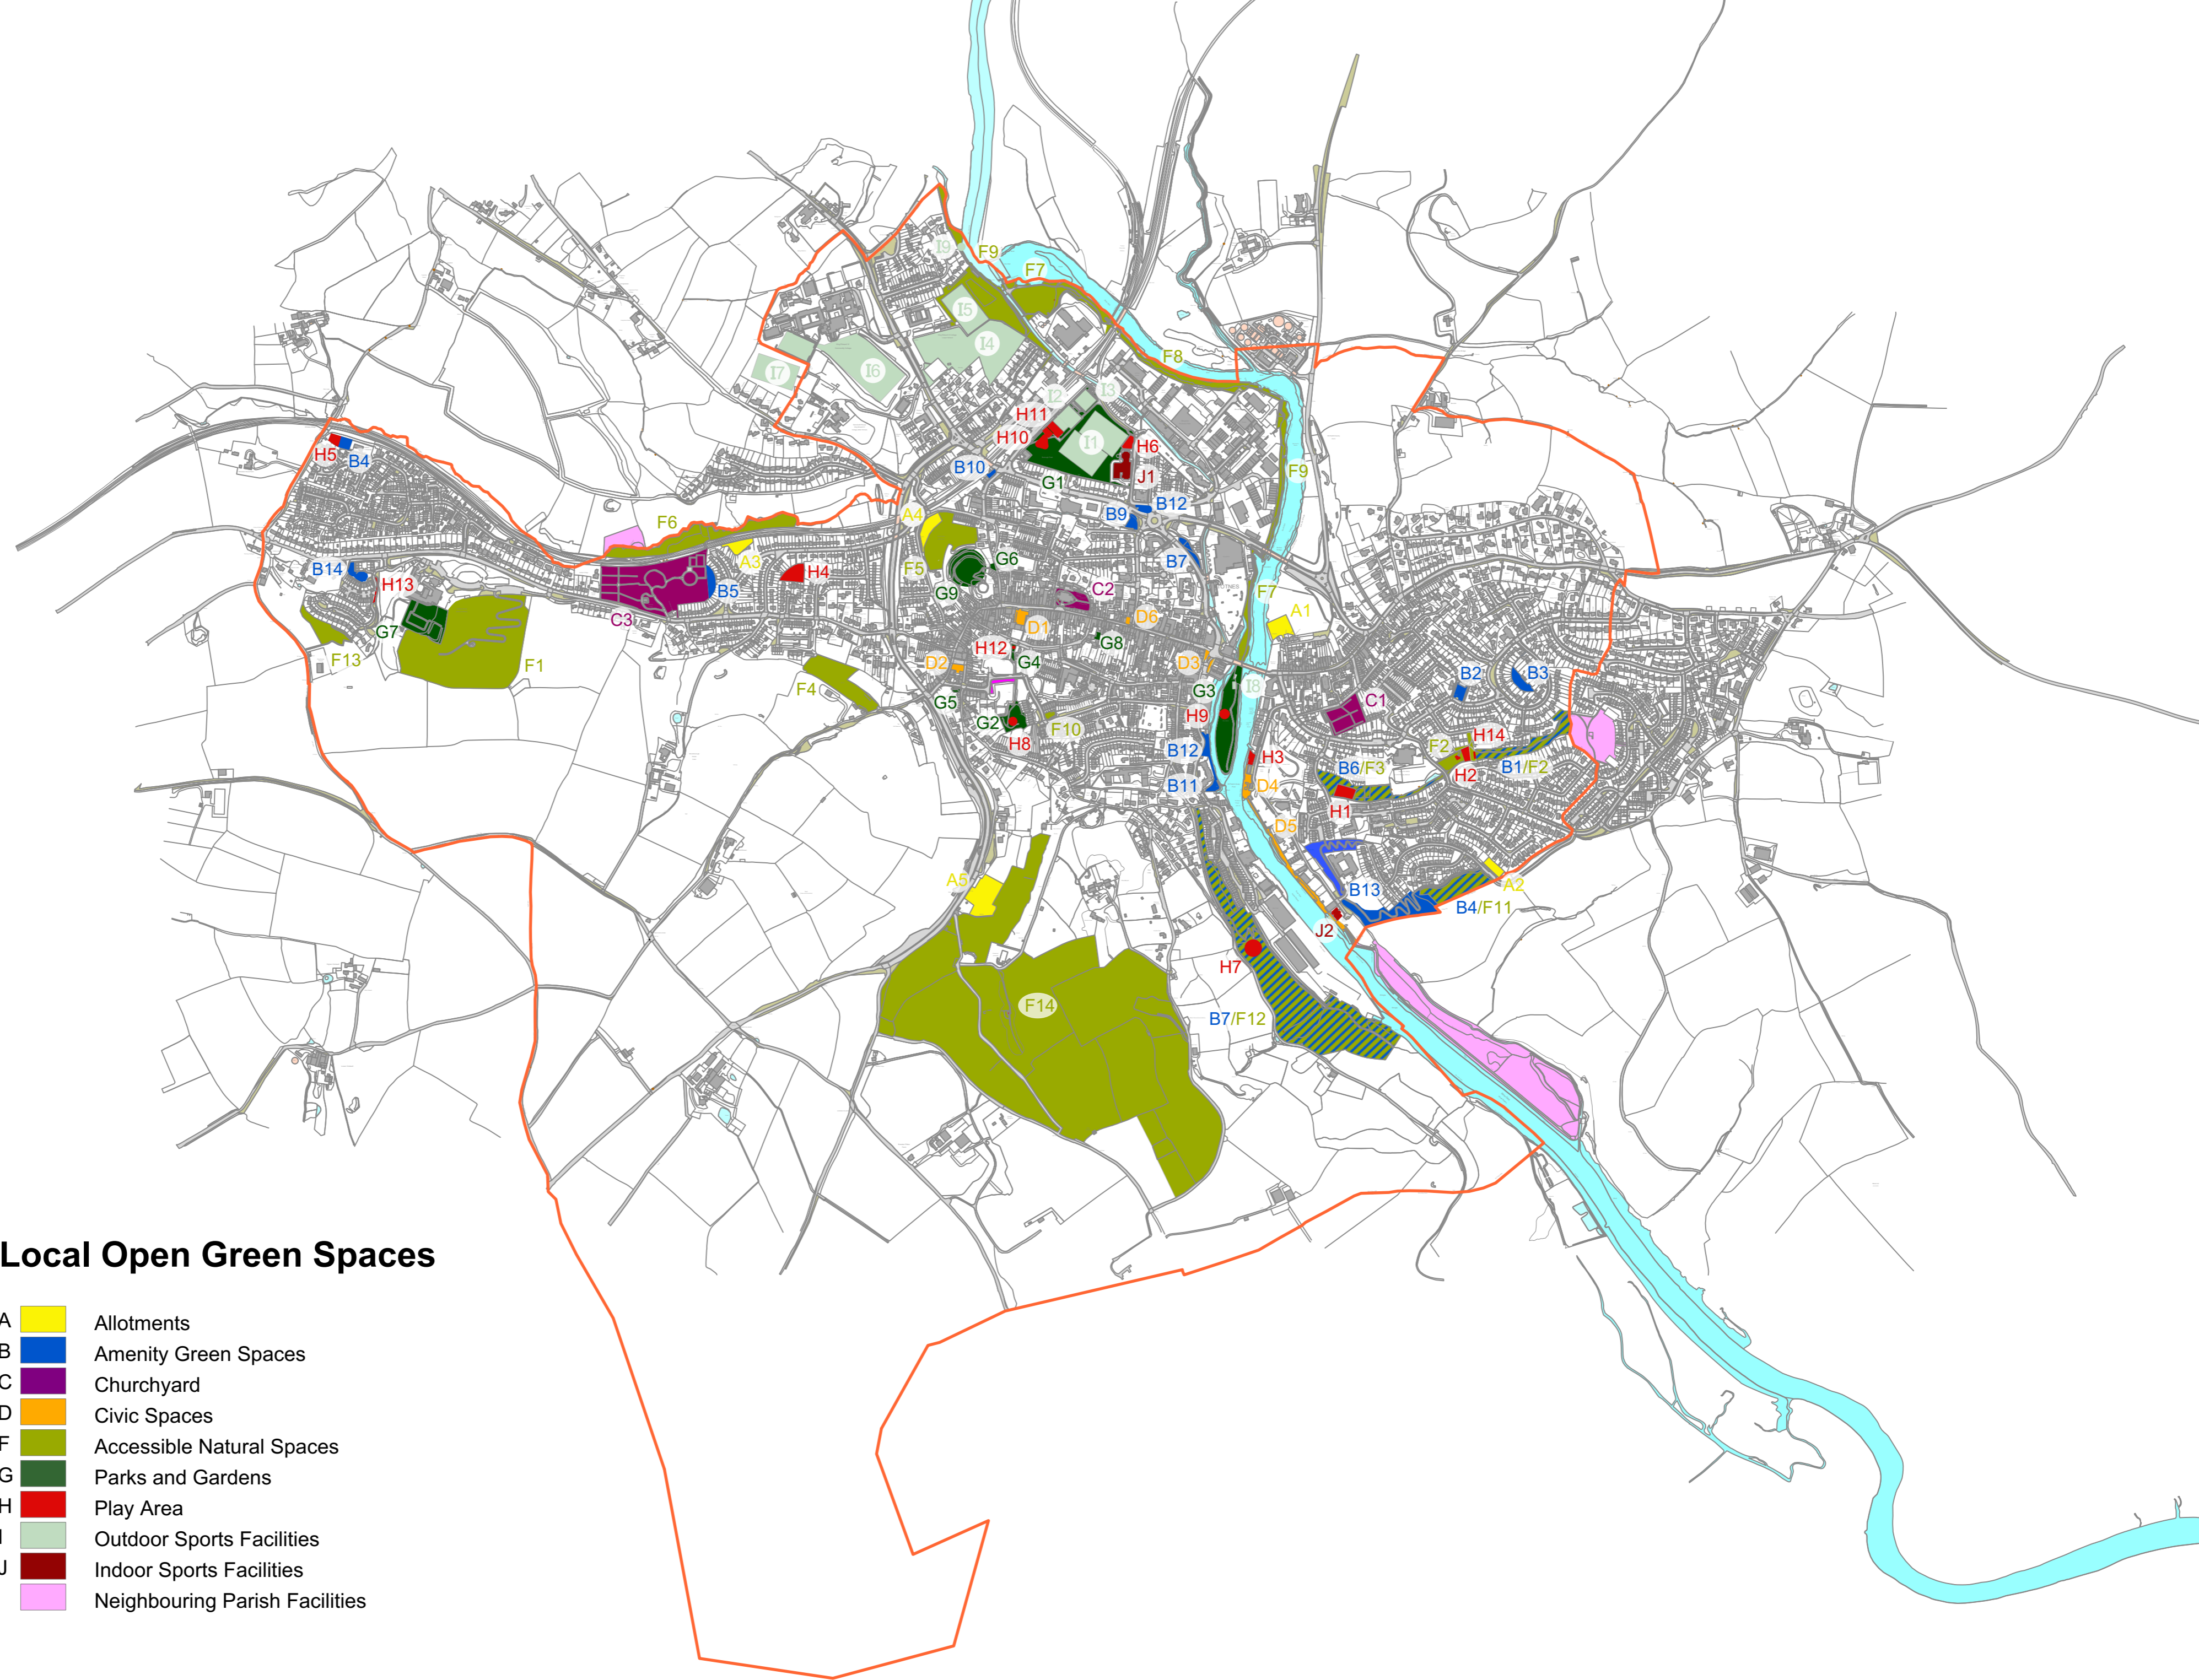 I9
F9
F7
I5
I4
F8
I7
I6
I3
I2
H11
H10
I1
H6
H5
B4
B10
J1
F9
G1
B12
A4
B9
F6
A3
B7
G6
B14
H13
H4
F5
B5
G9
C2
F7
A1
C3
D1
D6
G7
G8
F13
F1
H12
G4
D2
D3
B2
B3
F4
G5
G3
I8
C1
G2
H9
F10
H8
H14
F2
B12
H3
B6/F3
B1/F2
H2
B11
D4
H1
D5
A5
B13
A2
B4/F11
J2
H7
F14
B7/F12
Local Open Green Spaces
A Allotments
B Amenity Green Spaces
C Churchyard
D Civic Spaces
F Accessible Natural Spaces
G Parks and Gardens
H Play Area
I Outdoor Sports Facilities
J Indoor Sports Facilities
Neighbouring Parish Facilities